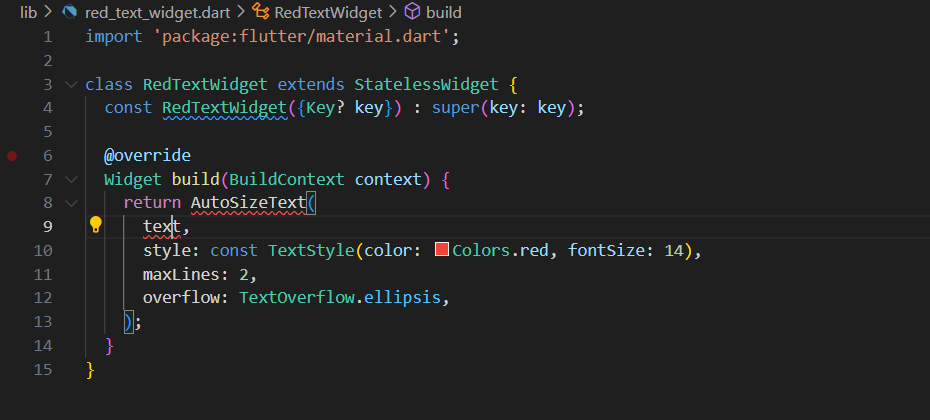 lib > red_text_widget.dart > RedTextWidget > build
1 import 'package:flutter/material.dart';
2
3 class RedTextWidget extends StatelessWidget {
4 const RedTextWidget({Key? key}) : super(key: key);
5
6 @override
7 Widget build(BuildContext context) {
8 return AutoSizeText(
9 text,
10 style: const TextStyle(color: Colors.red, fontSize: 14),
11 maxLines: 2,
12 overflow: TextOverflow.ellipsis,
13 );
14 }
15 }